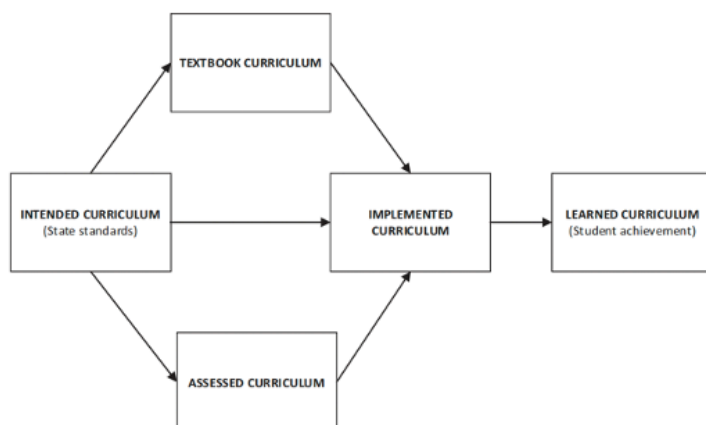 TEXTBOOK CURRICULUM
INTENDED CURRICULUM
(State standards)
IMPLEMENTED
CURRICULUM
LEARNED CURRICULUM
(Student achievement)
ASSESSED CURRICULUM